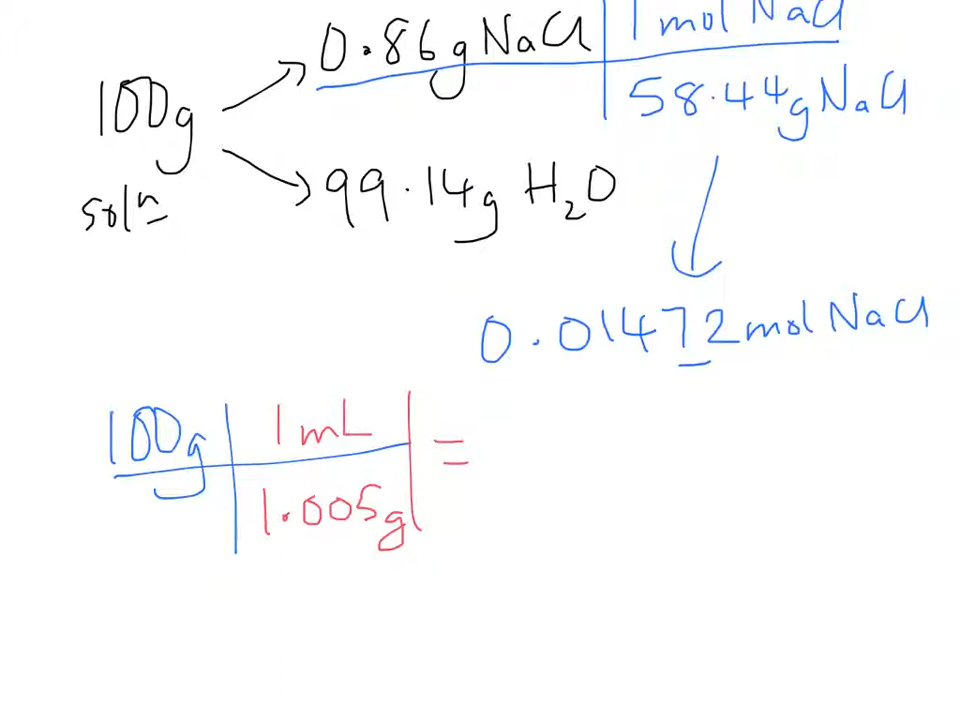 0.86g NaCl 1 mol NaCl
100g 58.44g NaCl
soln 99.14g H2O
0.01472 mol NaCl
100g 1mL =
1.005g